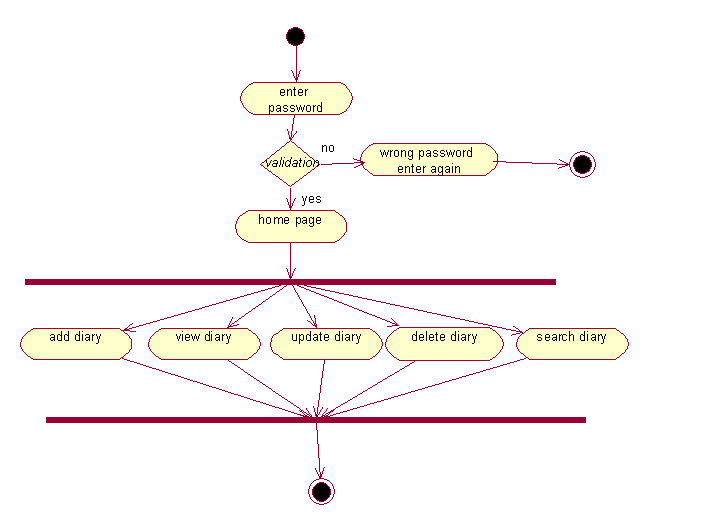 enter
password
validation
no
wrong password
enter again
yes
home page
add diary
view diary
update diary
delete diary
search diary